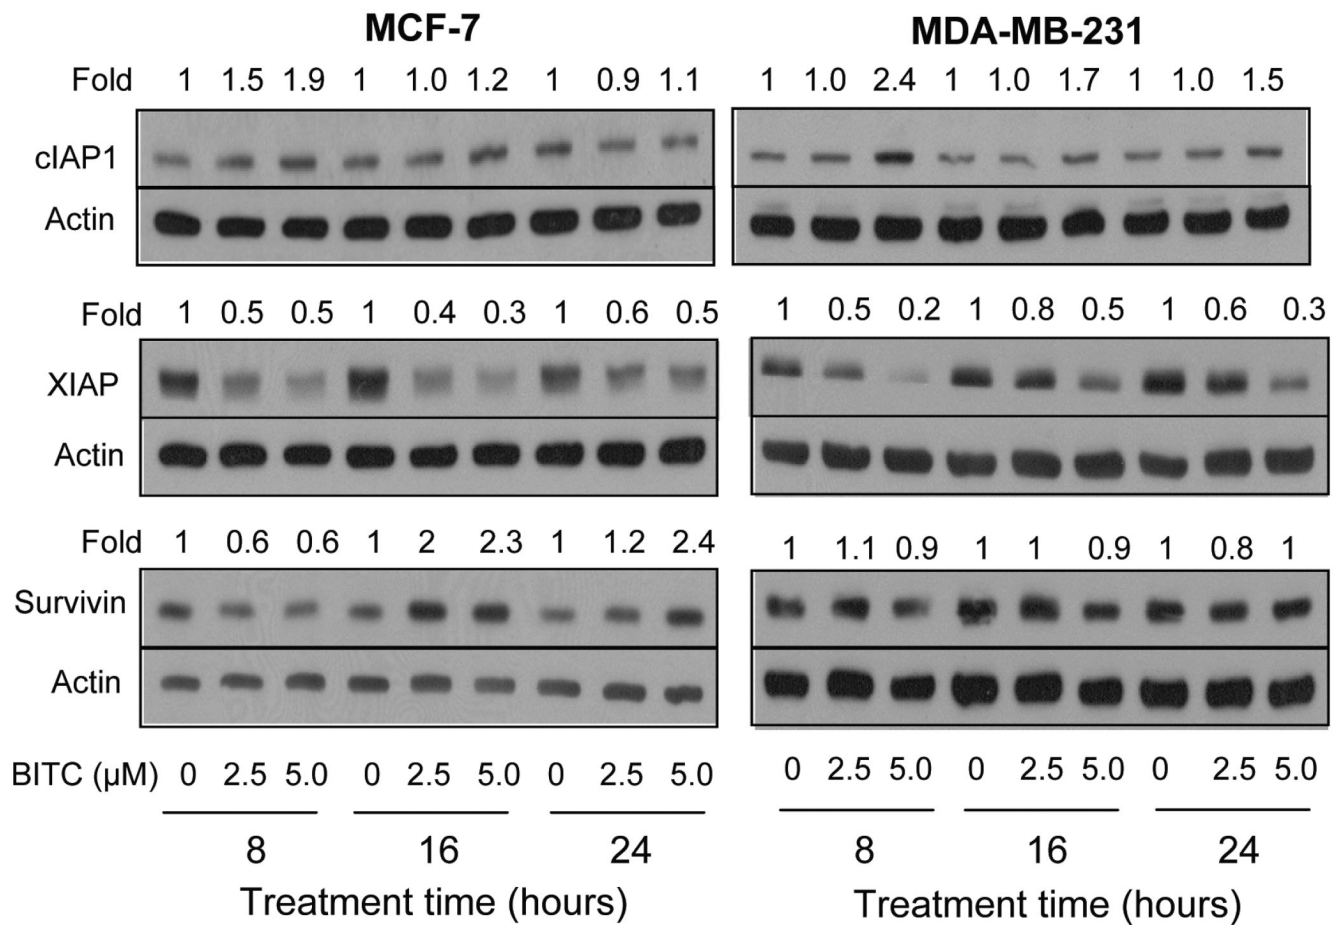 MCF-7 MDA-MB-231
Fold 1 1.5 1.9 1 1.0 1.2 1 0.9 1.1 1 1.0 2.4 1 1.0 1.7 1 1.0 1.5
cIAP1
Actin
Fold 1 0.5 0.5 1 0.4 0.3 1 0.6 0.5 1 0.5 0.2 1 0.8 0.5 1 0.6 0.3
XIAP
Actin
Fold 1 0.6 0.6 1 2 2.3 1 1.2 2.4 1 1.1 0.9 1 1 0.9 1 0.8 1
Survivin
Actin
BITC (µM) 0 2.5 5.0 0 2.5 5.0 0 2.5 5.0 0 2.5 5.0 0 2.5 5.0 0 2.5 5.0
8 16 24 8 16 24
Treatment time (hours) Treatment time (hours)